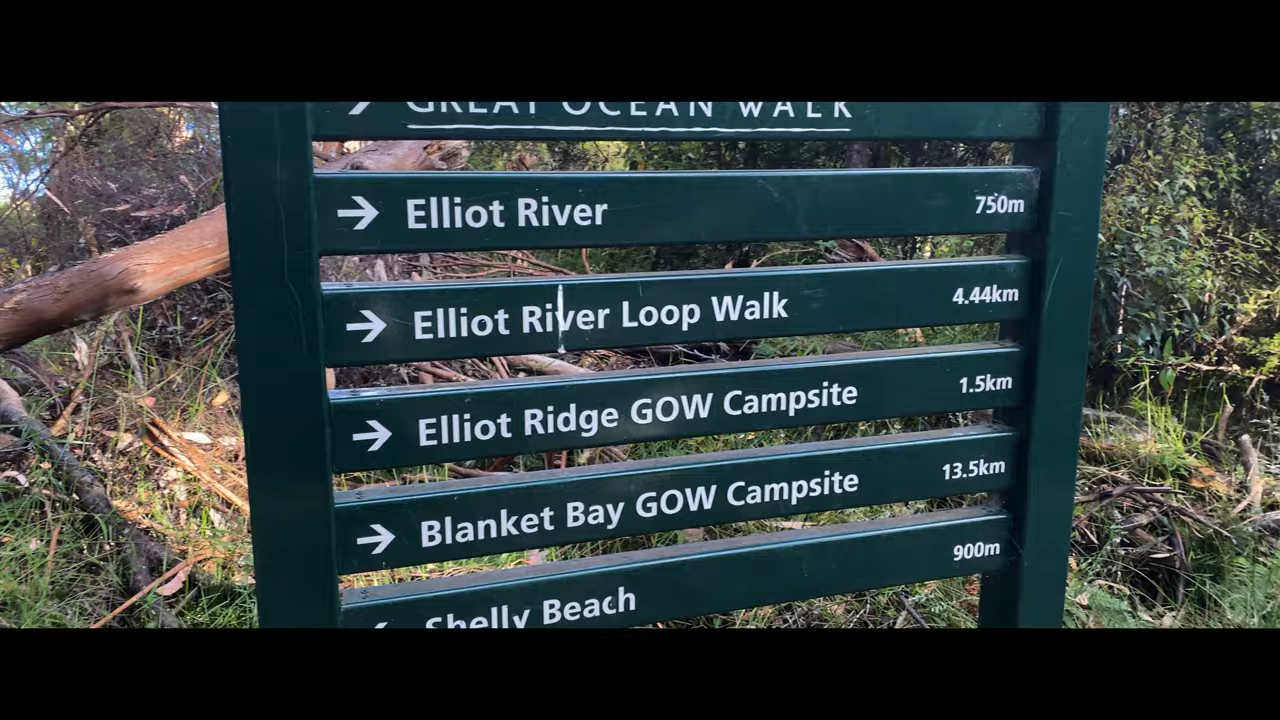 → GREAT OCEAN WALK
→ Elliot River 750m
→ Elliot River Loop Walk 4.44km
→ Elliot Ridge GOW Campsite 1.5km
→ Blanket Bay GOW Campsite 13.5km
Shelly Beach 900m